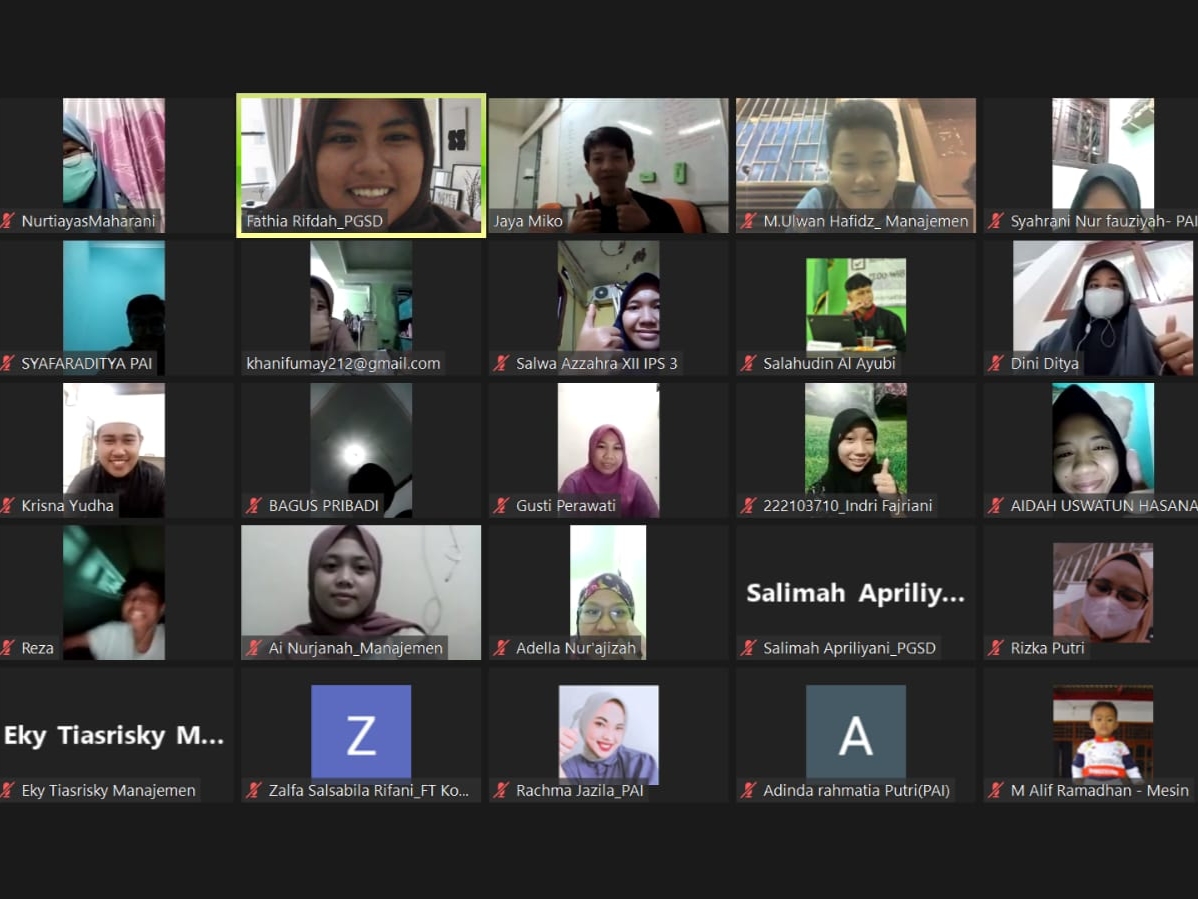 NurtiayasMaharani
Fathia Rifdah_PGSD
Jaya Miko
M.Ulwan Hafidz_ Manajemen
Syahrani Nur fauziyah- PAI
SYAFARADITYA PAI
khanifumay212@gmail.com
Salwa Azzahra XII IPS 3
Salahudin Al Ayubi
Dini Ditya
Krisna Yudha
BAGUS PRIBADI
Gusti Perawati
222103710_Indri Fajriani
AIDAH USWATUN HASANA
Reza
Ai Nurjanah_Manajemen
Adella Nur'ajizah
Salimah Apriliy...
Salimah Apriliyani_PGSD
Rizka Putri
Eky Tiasrisky M...
Eky Tiasrisky Manajemen
Z
Zalfa Salsabila Rifani_FT Ko...
Rachma Jazila_PAI
A
Adinda rahmatia Putri(PAI)
M Alif Ramadhan - Mesin